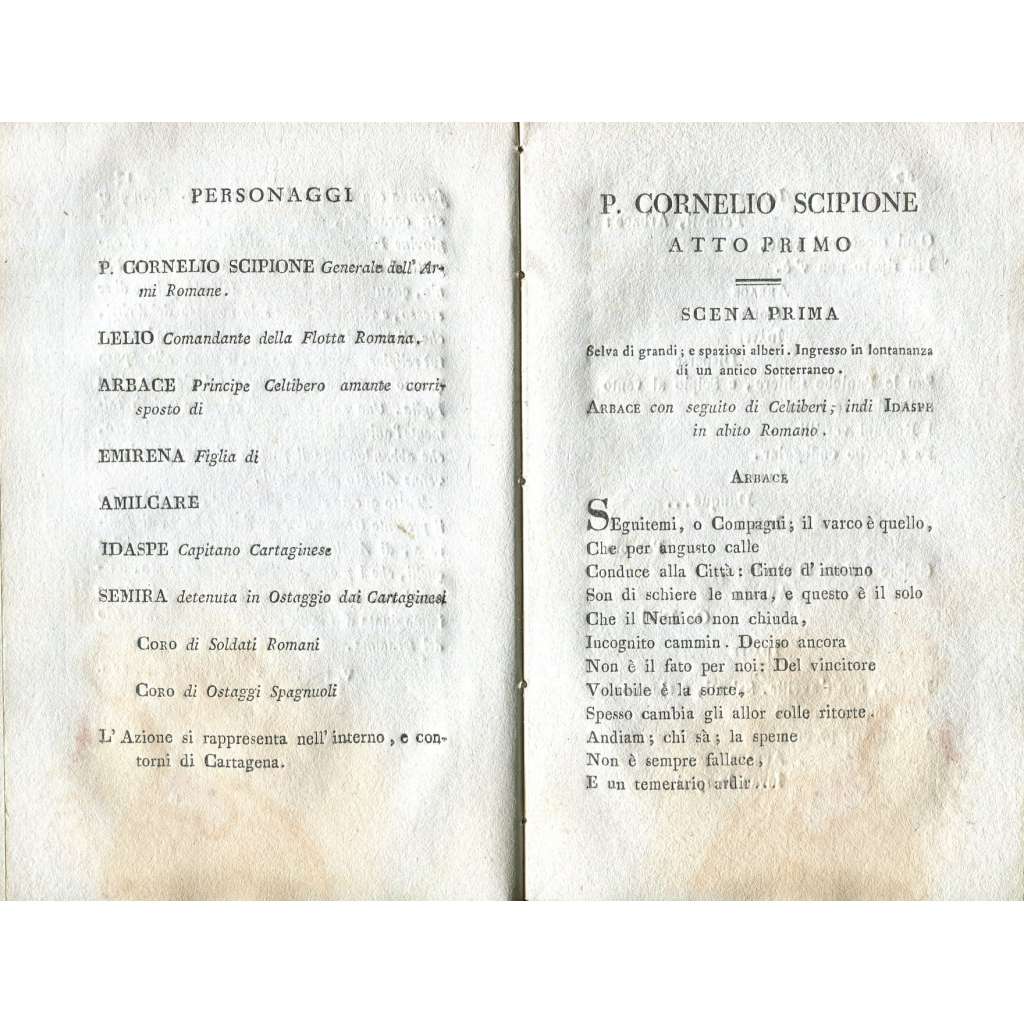 PERSONAGGI
P. CORNELIO SCIPIONE Generale dell' Ar-
mi Romane.
LELIO Comandante della Flotta Romana.
ARBACE Principe Celtibero amante corri-
sposto di
EMIRENA Figlia di
AMILCARE
IDASPE Capitano Cartaginese
SEMIRA detenuta in Ostaggio dai Cartaginesi
CORO di Soldati Romani
CORO di Ostaggi Spagnuoli
L' Azione si rappresenta nell' interno, e con-
torni di Cartagena.
P. CORNELIO SCIPIONE
ATTO PRIMO
SCENA PRIMA
Selva di grandi; e spaziosi alberi. Ingresso in lontananza
di un antico Sotterraneo.
ARBACE con seguito di Celtiberi; indi IDASPE
in abito Romano.
ARBACE
SEguitemi, o Compagni; il varco è quello,
Che per angusto calle
Conduce alla Città: Cinte d' intorno
Son di schiere le mura, e questo è il solo
Che il Nemico non chiuda,
Incognito cammin. Deciso ancora
Non è il fato per noi: Del vincitore
Volubile è la sorte,
Spesso cambia gli allor colle ritorte.
Andiam; chi sà; la speme
Non è sempre fallace,
E un temerario ardir...